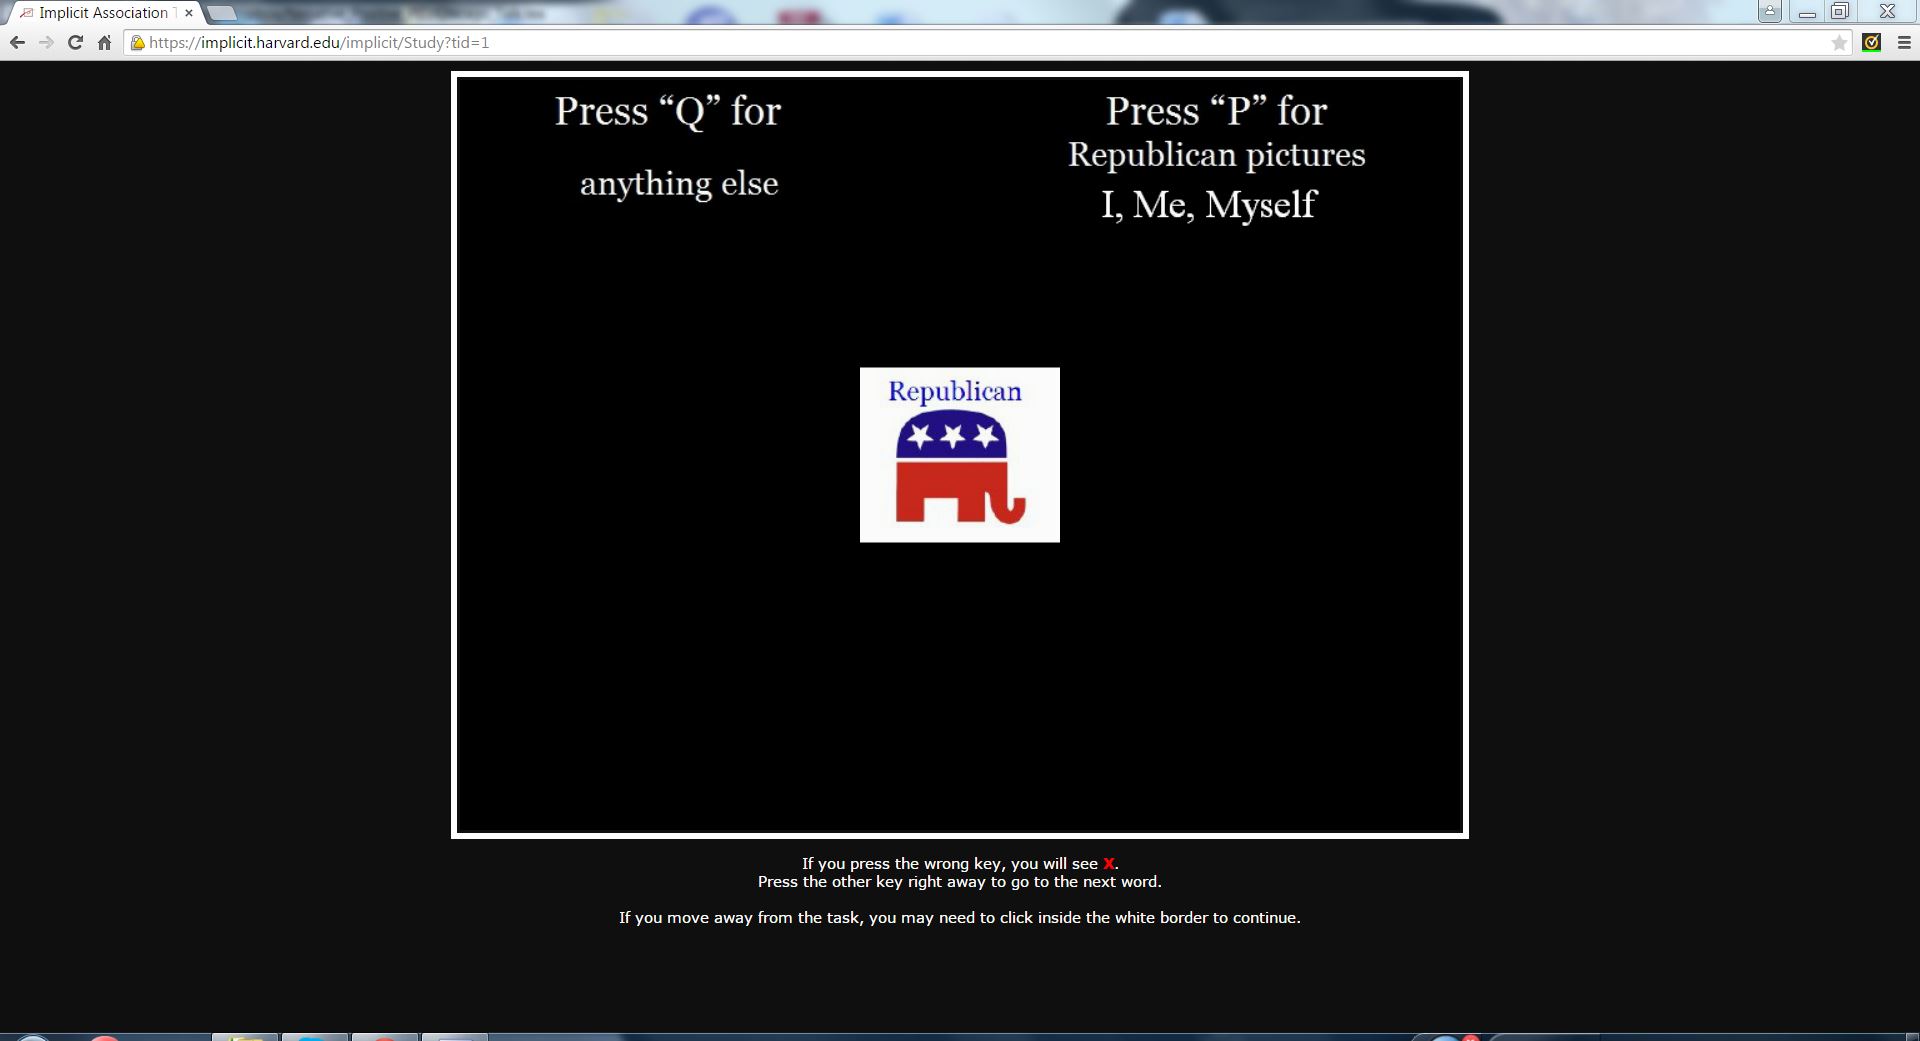 Implicit Association T
https://implicit.harvard.edu/implicit/Study?tid=1
Press “Q” for
anything else
Press “P” for
Republican pictures
I, Me, Myself
Republican
If you press the wrong key, you will see X.
Press the other key right away to go to the next word.
If you move away from the task, you may need to click inside the white border to continue.